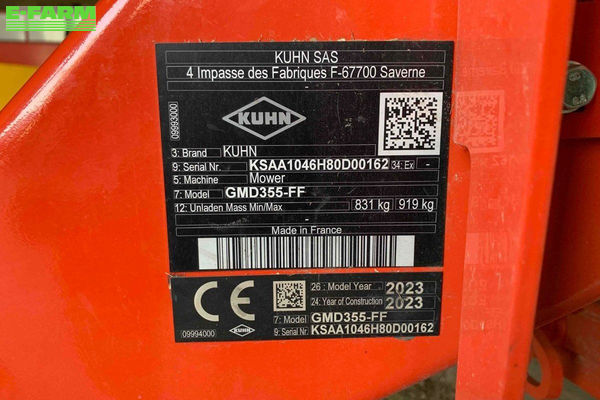 E-FARM
KUHN SAS
4 Impasse des Fabriques F-67700 Saverne
-
KUHN
09993000
3: Brand KUHN
9: Serial Nr. KSAA1046H80D00162 34: Ex -
5: Machine Mower
7: Model GMD355-FF
12: Unladen Mass Min/Max 831 kg 919 kg
-
Made in France
CE
26: Model Year 2023
24: Year of Construction 2023
7: Model GMD355-FF
09994000 KUHN 9: Serial Nr. KSAA1046H80D00162